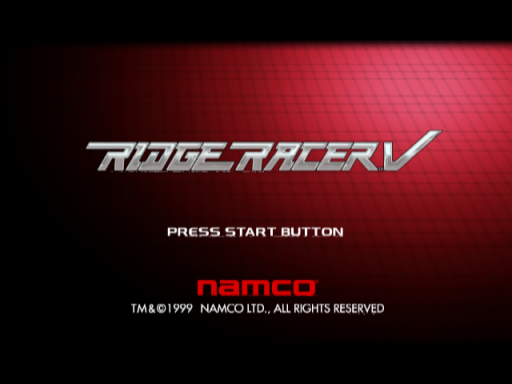 RIDGE RACER V
PRESS START BUTTON
namco
TM & © 1999 NAMCO LTD., ALL RIGHTS RESERVED